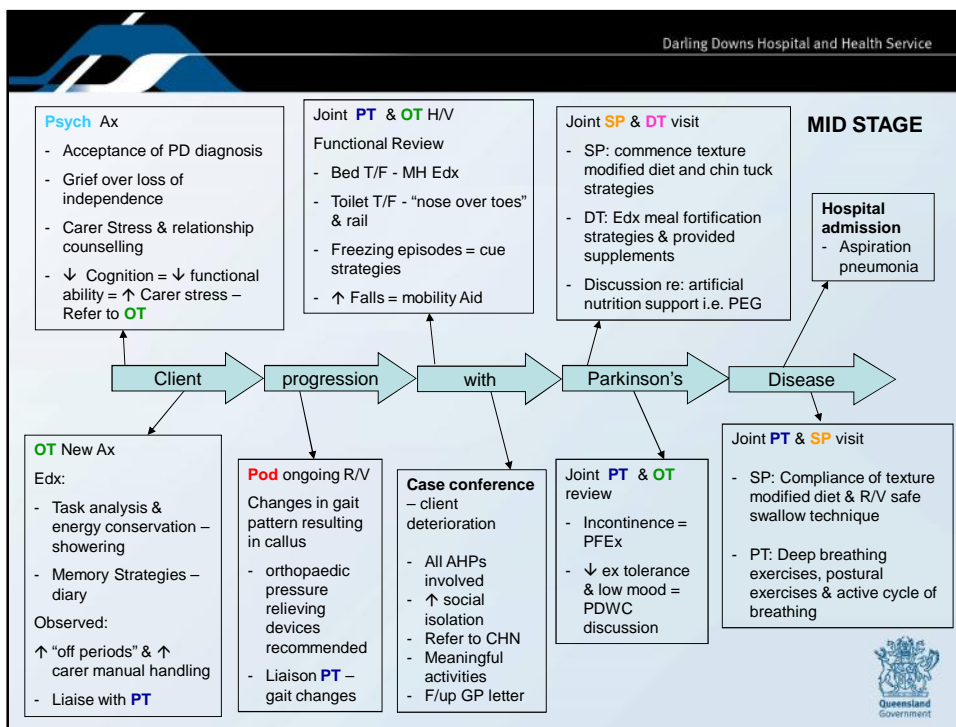 Darling Downs Hospital and Health Service
MID STAGE
Psych Ax
- Acceptance of PD diagnosis
- Grief over loss of
independence
- Carer Stress & relationship
counselling
- ↓ Cognition = ↓ functional
ability = ↑ Carer stress –
Refer to OT
Joint PT & OT H/V
Functional Review
- Bed T/F - MH Edx
- Toilet T/F - “nose over toes”
& rail
- Freezing episodes = cue
strategies
- ↑ Falls = mobility Aid
Joint SP & DT visit
- SP: commence texture
modified diet and chin tuck
strategies
- DT: Edx meal fortification
strategies & provided
supplements
- Discussion re: artificial
nutrition support i.e. PEG
Hospital
admission
- Aspiration
pneumonia
Client
progression
with
Parkinson’s
Disease
OT New Ax
Edx:
- Task analysis &
energy conservation –
showering
- Memory Strategies –
diary
Observed:
↑ “off periods” & ↑
carer manual handling
- Liaise with PT
Pod ongoing R/V
Changes in gait
pattern resulting
in callus
- orthopaedic
pressure
relieving
devices
recommended
- Liaison PT –
gait changes
Case conference
– client
deterioration
- All AHPs
involved
- ↑ social
isolation
- Refer to CHN
- Meaningful
activities
- F/up GP letter
Joint PT & OT
review
- Incontinence =
PFEx
- ↓ ex tolerance
& low mood =
PDWC
discussion
Joint PT & SP visit
- SP: Compliance of texture
modified diet & R/V safe
swallow technique
- PT: Deep breathing
exercises, postural
exercises & active cycle of
breathing
Queensland
Government